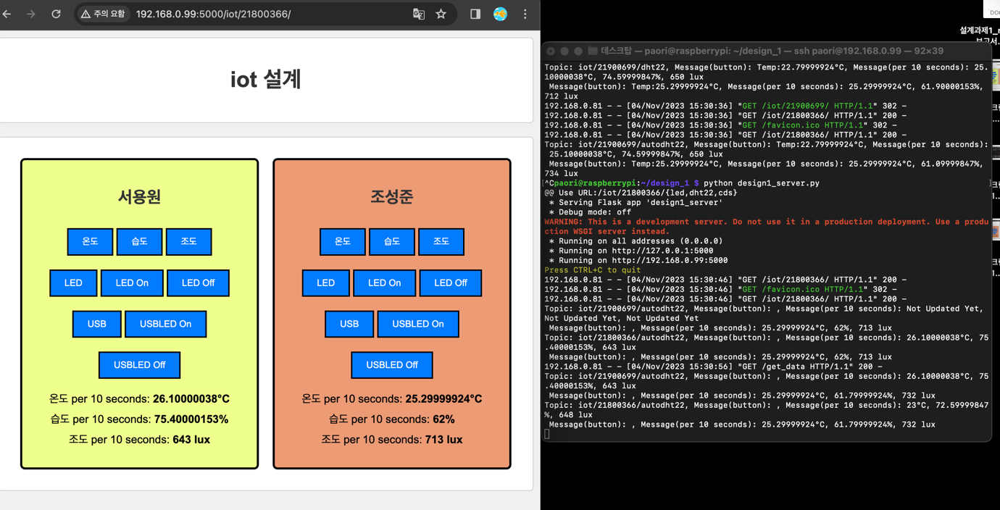 주의 요함 192.168.0.99:5000/iot/21800366/
iot 설계
서용원
온도 습도 조도
LED LED On LED Off
USB USBLED On
USBLED Off
온도 per 10 seconds: 26.10000038°C
습도 per 10 seconds: 75.40000153%
조도 per 10 seconds: 643 lux
조성준
온도 습도 조도
LED LED On LED Off
USB USBLED On
USBLED Off
온도 per 10 seconds: 25.29999924°C
습도 per 10 seconds: 62%
조도 per 10 seconds: 713 lux
데스크탑 — paori@raspberrypi: ~/design_1 — ssh paori@192.168.0.99 — 92×39
Topic: iot/21900699/dht22, Message(button): Temp:22.79999924°C, Message(per 10 seconds): 25.
10000038°C, 74.59999847%, 650 lux
Message(button): Temp:25.29999924°C, Message(per 10 seconds): 25.29999924°C, 61.90000153%,
712 lux
192.168.0.81 - - [04/Nov/2023 15:30:36] "GET /iot/21900699/ HTTP/1.1" 302 -
192.168.0.81 - - [04/Nov/2023 15:30:36] "GET /iot/21800366/ HTTP/1.1" 200 -
192.168.0.81 - - [04/Nov/2023 15:30:36] "GET /favicon.ico HTTP/1.1" 302 -
192.168.0.81 - - [04/Nov/2023 15:30:36] "GET /iot/21800366/ HTTP/1.1" 200 -
Topic: iot/21900699/autodht22, Message(button): Temp:22.79999924°C, Message(per 10 seconds):
25.10000038°C, 74.59999847%, 650 lux
Message(button): Temp:25.29999924°C, Message(per 10 seconds): 25.29999924°C, 61.09999847%,
734 lux
^Cpaori@raspberrypi:~/design_1 $ python design1_server.py
@@ Use URL:/iot/21800366/{led,dht22,cds}
* Serving Flask app 'design1_server'
* Debug mode: off
WARNING: This is a development server. Do not use it in a production deployment. Use a produ
ction WSGI server instead.
* Running on all addresses (0.0.0.0)
* Running on http://127.0.0.1:5000
* Running on http://192.168.0.99:5000
Press CTRL+C to quit
192.168.0.81 - - [04/Nov/2023 15:30:46] "GET /iot/21800366/ HTTP/1.1" 200 -
192.168.0.81 - - [04/Nov/2023 15:30:46] "GET /favicon.ico HTTP/1.1" 302 -
192.168.0.81 - - [04/Nov/2023 15:30:46] "GET /iot/21800366/ HTTP/1.1" 200 -
Topic: iot/21900699/autodht22, Message(button): , Message(per 10 seconds): Not Updated Yet,
Not Updated Yet, Not Updated Yet
Message(button): , Message(per 10 seconds): 25.29999924°C, 62%, 713 lux
Topic: iot/21800366/autodht22, Message(button): , Message(per 10 seconds): 26.10000038°C, 75
.40000153%, 643 lux
Message(button): , Message(per 10 seconds): 25.29999924°C, 62%, 713 lux
192.168.0.81 - - [04/Nov/2023 15:30:56] "GET /get_data HTTP/1.1" 200 -
Topic: iot/21900699/autodht22, Message(button): , Message(per 10 seconds): 26.10000038°C, 75
.40000153%, 643 lux
Message(button): , Message(per 10 seconds): 25.29999924°C, 61.79999924%, 732 lux
Topic: iot/21800366/autodht22, Message(button): , Message(per 10 seconds): 23°C, 72.59999847
%, 648 lux
Message(button): , Message(per 10 seconds): 25.29999924°C, 61.79999924%, 732 lux
설계과제1_r